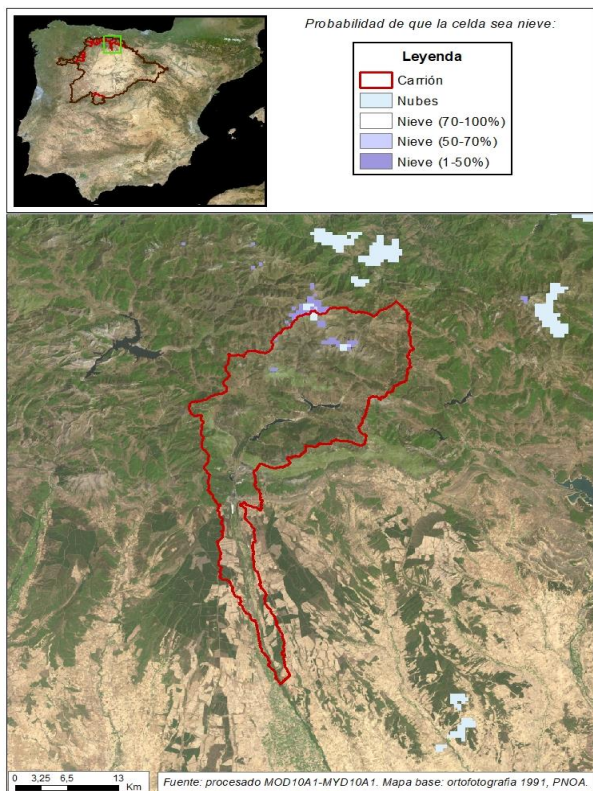 Probabilidad de que la celda sea nieve:
Leyenda
Carrión
Nubes
Nieve (70-100%)
Nieve (50-70%)
Nieve (1-50%)
0 3,25 6,5 13
Km
Fuente: procesado MOD10A1-MYD10A1. Mapa base: ortofotografía 1991, PNOA.